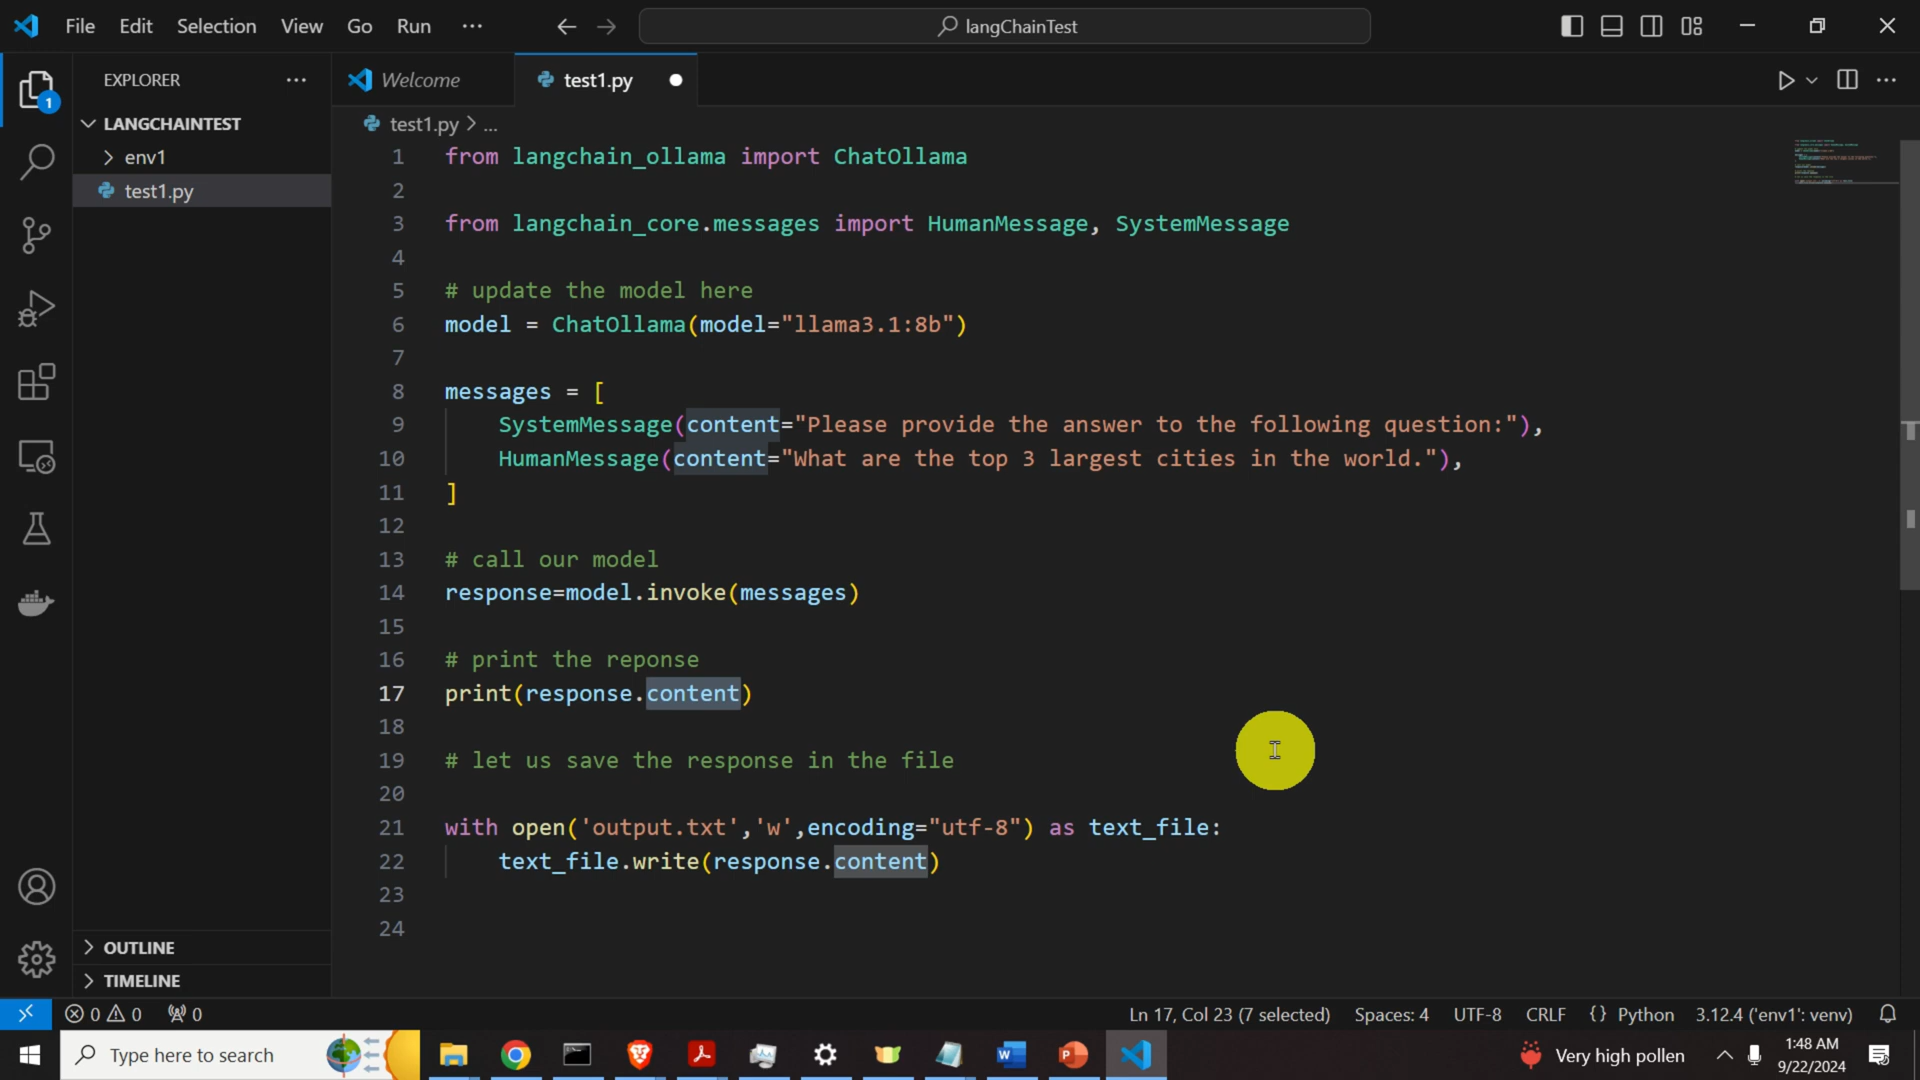 File Edit Selection View Go Run ··· langChainTest
EXPLORER ···
Welcome
test1.py
1
LANGCHAINTEST
env1
test1.py
test1.py > ...
1 from langchain_ollama import ChatOllama
2
3 from langchain_core.messages import HumanMessage, SystemMessage
4
5 # update the model here
6 model = ChatOllama(model="llama3.1:8b")
7
8 messages = [
9 SystemMessage(content="Please provide the answer to the following question:"),
10 HumanMessage(content="What are the top 3 largest cities in the world."),
11 ]
12
13 # call our model
14 response=model.invoke(messages)
15
16 # print the reponse
17 print(response.content)
18
19 # let us save the response in the file
20
21 with open('output.txt','w',encoding="utf-8") as text_file:
22 text_file.write(response.content)
23
24
OUTLINE
TIMELINE
0 0 0 Ln 17, Col 23 (7 selected) Spaces: 4 UTF-8 CRLF {} Python 3.12.4 ('env1': venv)
Type here to search Very high pollen 1:48 AM
9/22/2024